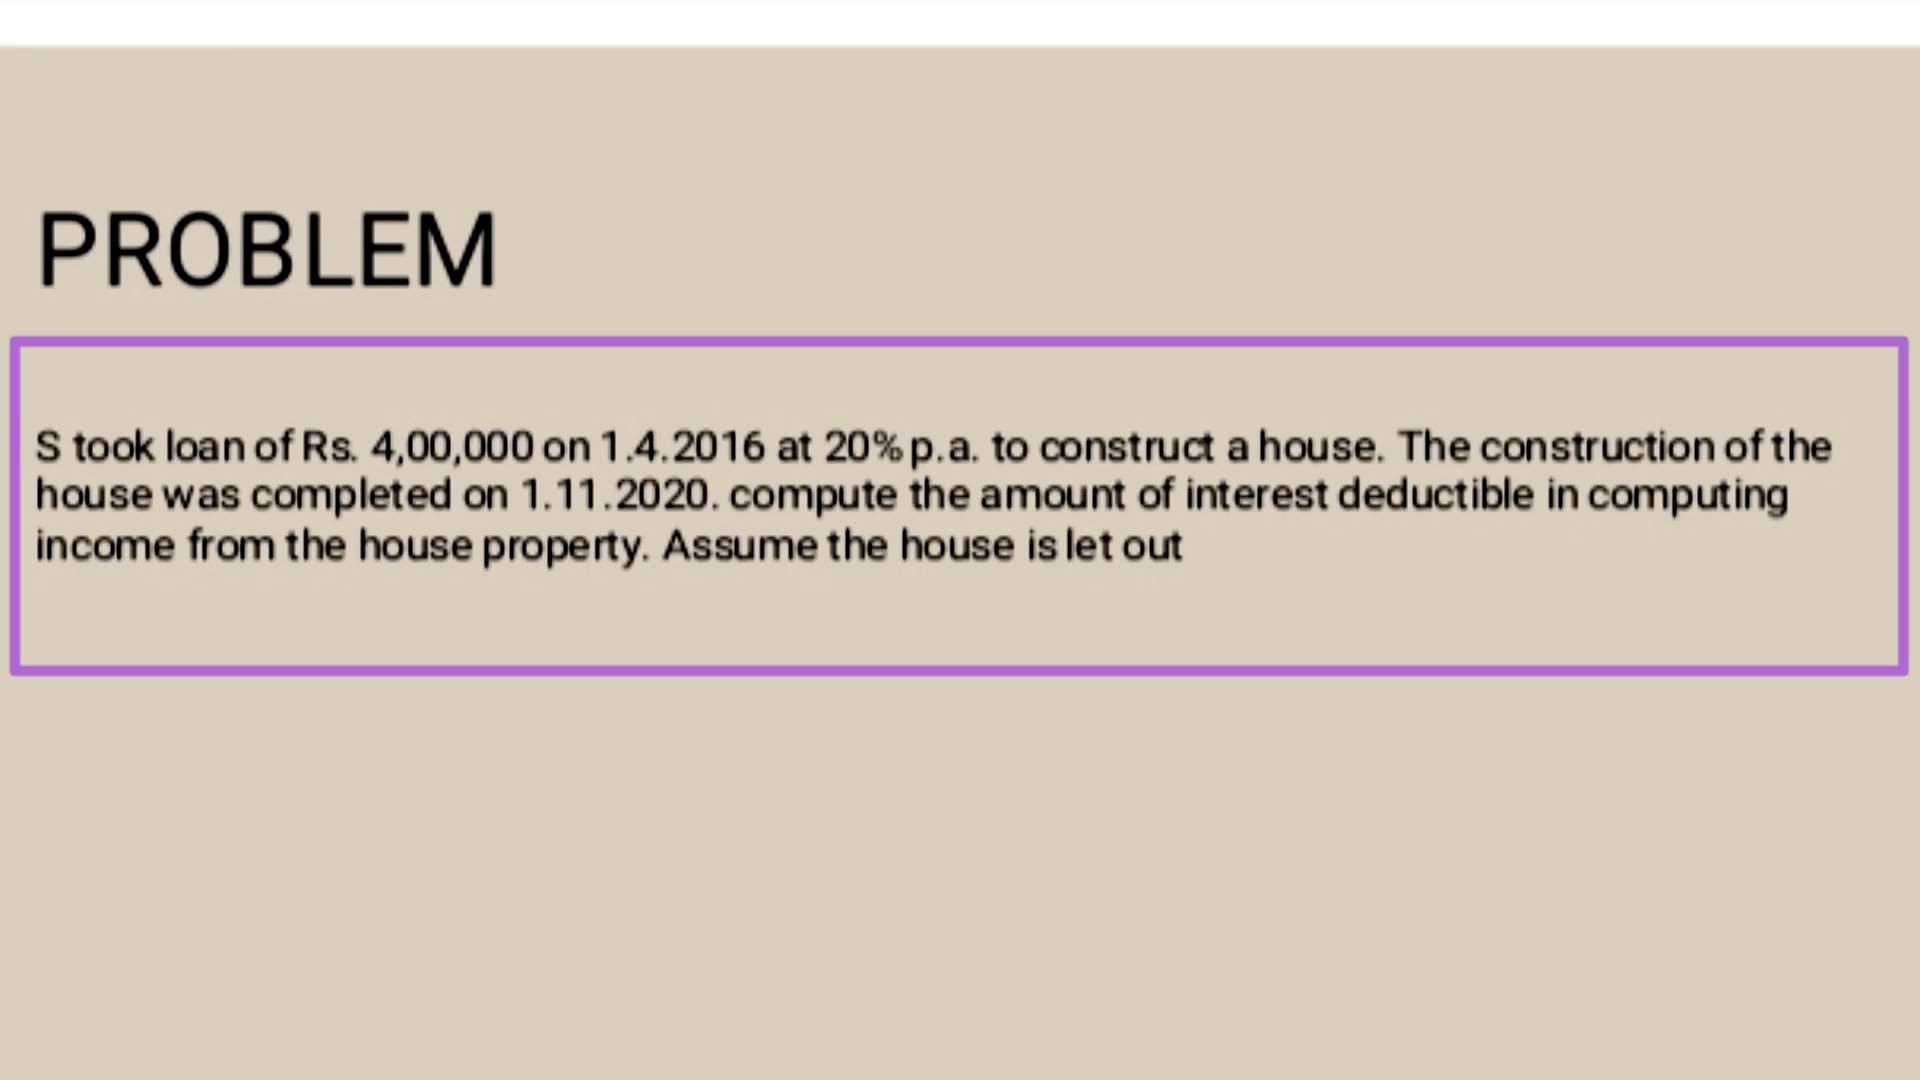 PROBLEM
S took loan of Rs. 4,00,000 on 1.4.2016 at 20% p.a. to construct a house. The construction of the
house was completed on 1.11.2020. compute the amount of interest deductible in computing
income from the house property. Assume the house is let out